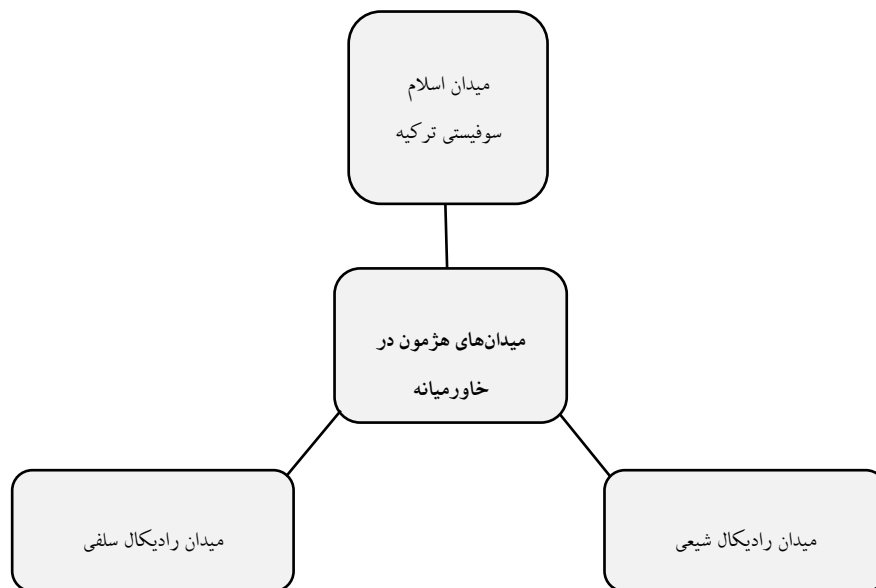 میدان اسلام
سوفیستی ترکیه
میدان‌های هژمون در
خاورمیانه
میدان رادیکال شیعی
میدان رادیکال سلفی